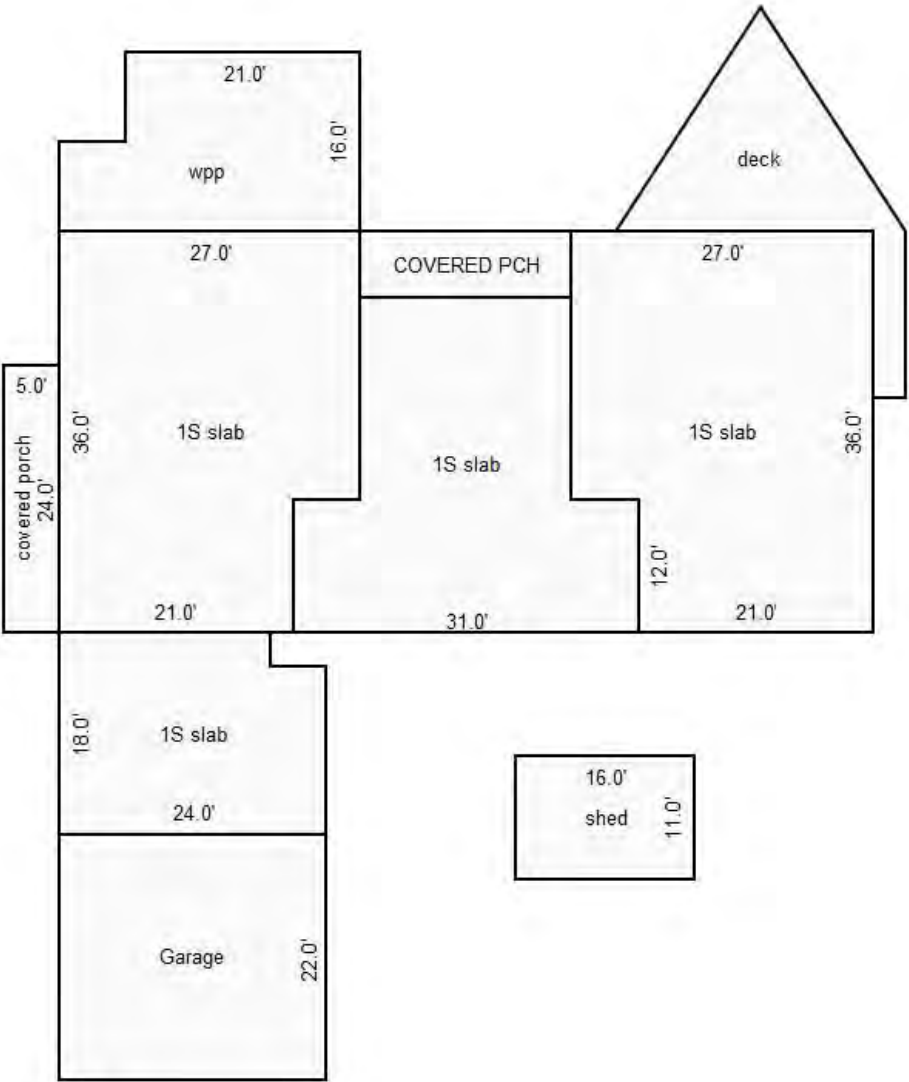 21.0'
16.0'
wpp
deck
27.0'
COVERED PCH
27.0'
5.0'
covered porch
24.0'
36.0'
1S slab
1S slab
1S slab
36.0'
12.0'
21.0'
31.0'
21.0'
18.0'
1S slab
24.0'
16.0'
shed
11.0'
Garage
22.0'